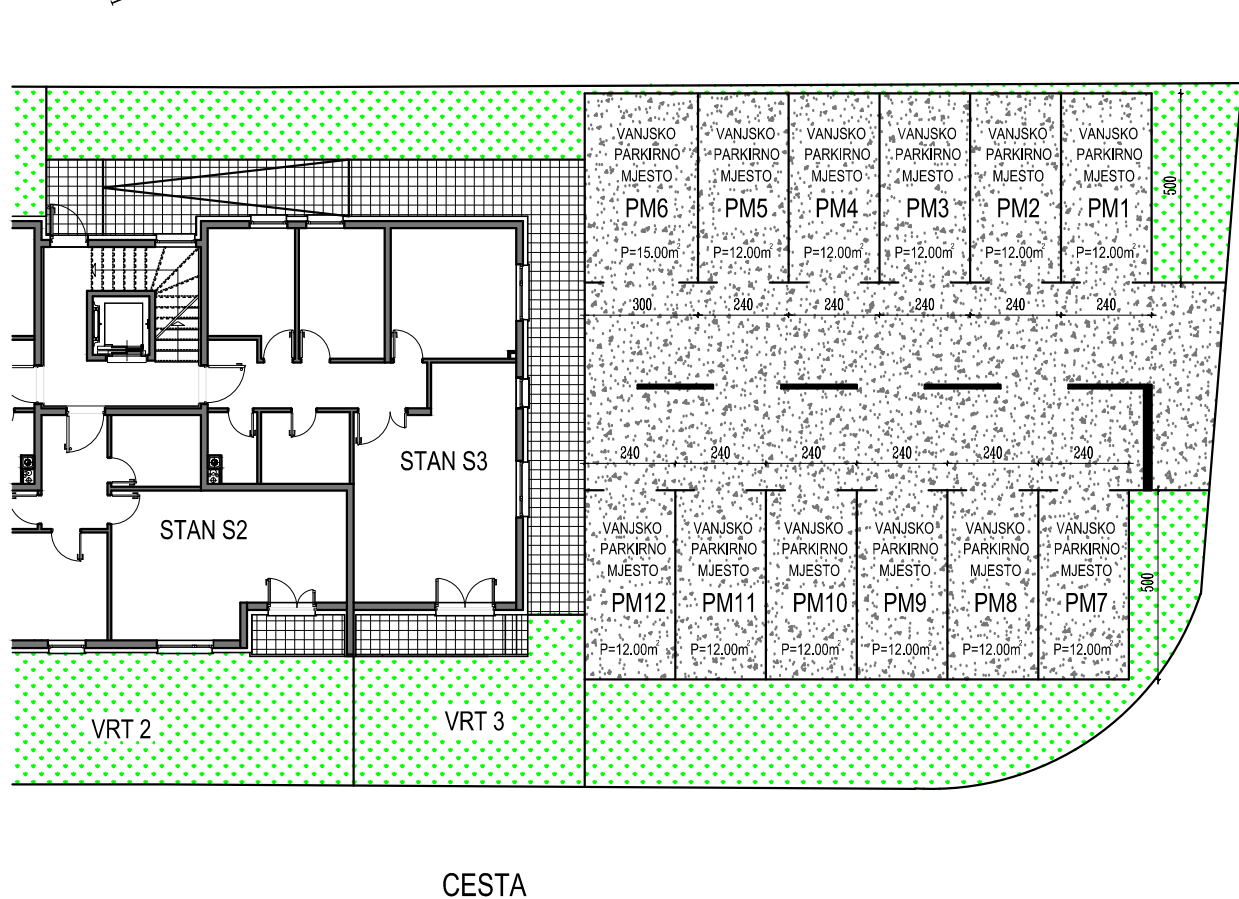 VANJSKO
PARKIRNO
MJESTO
PM6
P=15.00m²
VANJSKO
PARKIRNO
MJESTO
PM5
P=12.00m²
VANJSKO
PARKIRNO
MJESTO
PM4
P=12.00m²
VANJSKO
PARKIRNO
MJESTO
PM3
P=12.00m²
VANJSKO
PARKIRNO
MJESTO
PM2
P=12.00m²
VANJSKO
PARKIRNO
MJESTO
PM1
P=12.00m²
500
300 240 240 240 240 240
240 240 240 240 240
STAN S3
STAN S2
VANJSKO
PARKIRNO
MJESTO
PM12
P=12.00m²
VANJSKO
PARKIRNO
MJESTO
PM11
P=12.00m²
VANJSKO
PARKIRNO
MJESTO
PM10
P=12.00m²
VANJSKO
PARKIRNO
MJESTO
PM9
P=12.00m²
VANJSKO
PARKIRNO
MJESTO
PM8
P=12.00m²
VANJSKO
PARKIRNO
MJESTO
PM7
P=12.00m²
500
VRT 2
VRT 3
CESTA